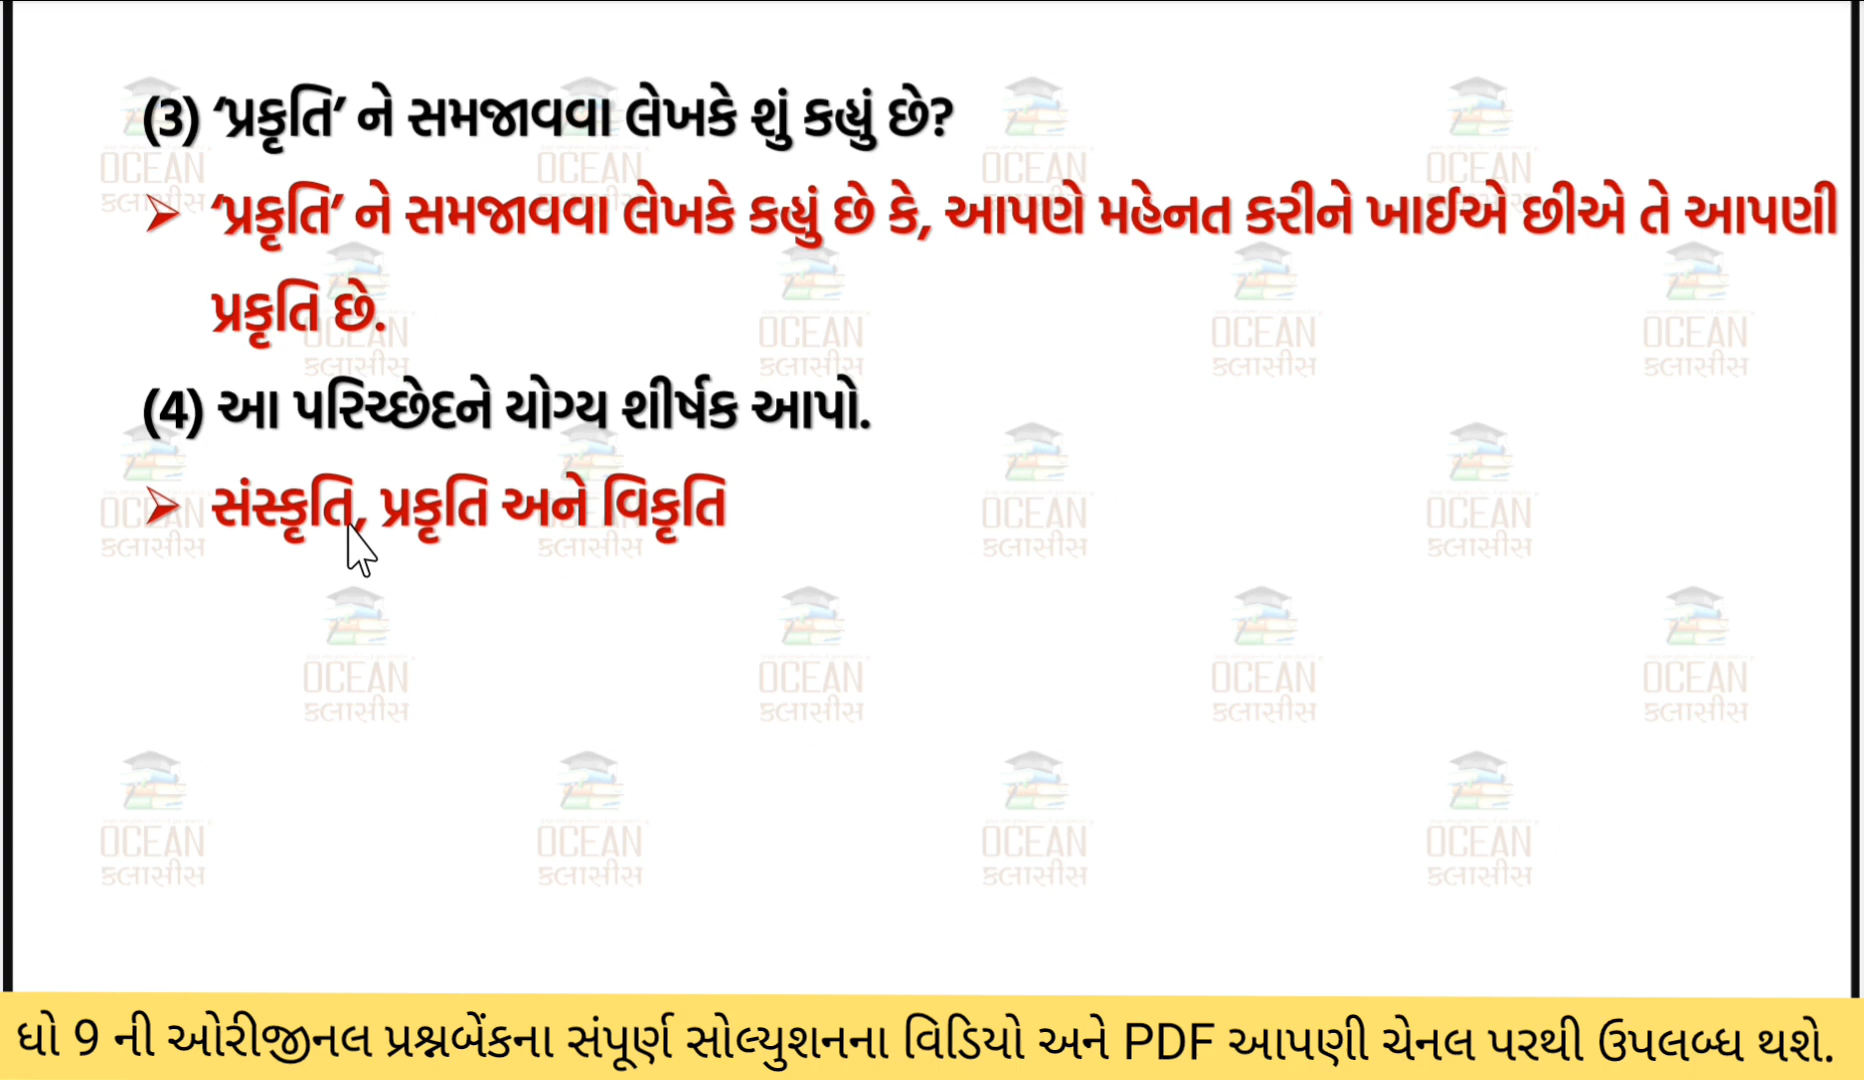 (3) ‘પ્રકૃતિ’ ને સમજાવવા લેખકે શું કહ્યું છે?
➢ ‘પ્રકૃતિ’ ને સમજાવવા લેખકે કહ્યું છે કે, આપણે મહેનત કરીને ખાઈએ છીએ તે આપણી
પ્રકૃતિ છે.
(4) આ પરિચ્છેદને યોગ્ય શીર્ષક આપો.
➢ સંસ્કૃતિ, પ્રકૃતિ અને વિકૃતિ
OCEAN
ક્લાસીસ
ધો 9 ની ઓરીજીનલ પ્રશ્નબેંકના સંપૂર્ણ સોલ્યુશનના વિડિયો અને PDF આપણી ચેનલ પરથી ઉપલબ્ધ થશે.